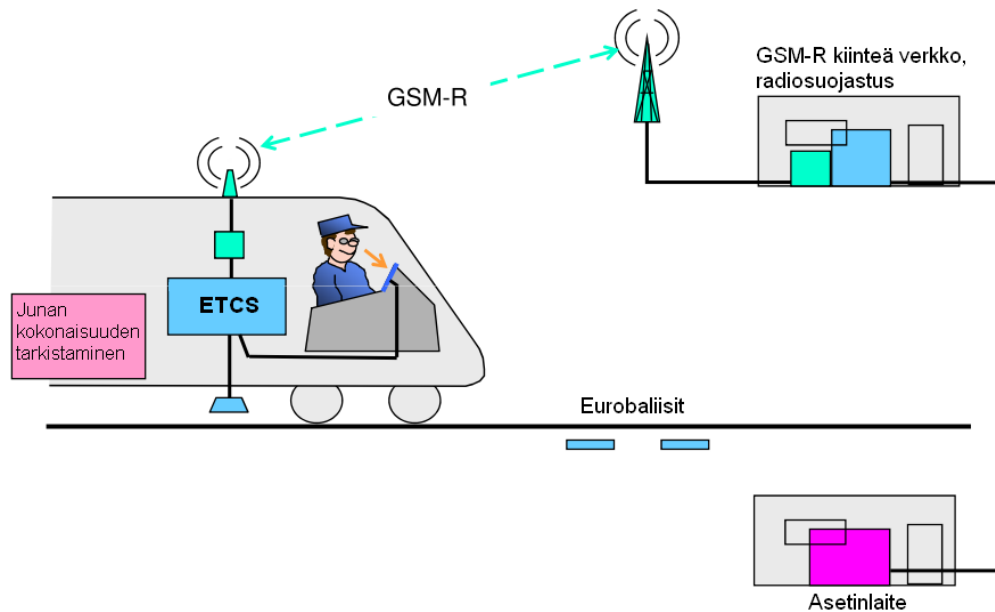 GSM-R kiinteä verkko,
radiosuojastus
GSM-R
ETCS
Junan
kokonaisuuden
tarkistaminen
Eurobaliisit
Asetinlaite